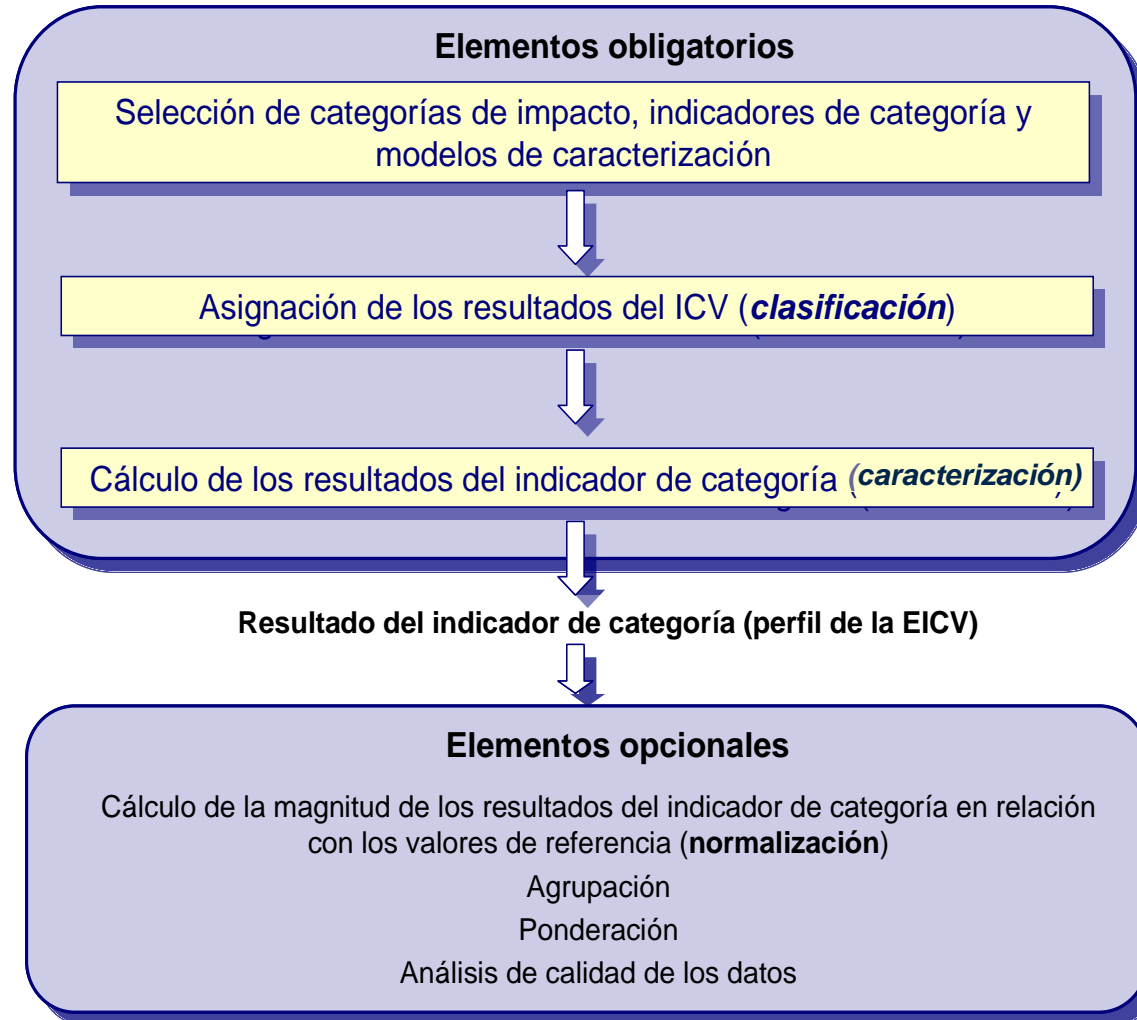 Elementos obligatorios
Selección de categorías de impacto, indicadores de categoría y
modelos de caracterización
Asignación de los resultados del ICV (clasificación)
Cálculo de los resultados del indicador de categoría (caracterización)
Resultado del indicador de categoría (perfil de la EICV)
Elementos opcionales
Cálculo de la magnitud de los resultados del indicador de categoría en relación
con los valores de referencia (normalización)
Agrupación
Ponderación
Análisis de calidad de los datos